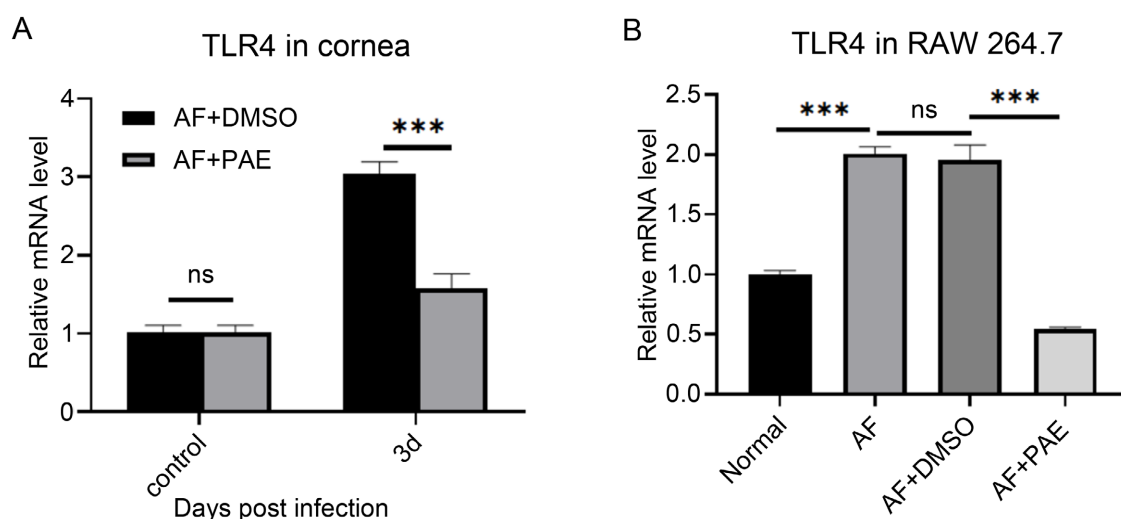 A
TLR4 in cornea
AF+DMSO
AF+PAE
***
ns
Relative mRNA level
4
3
2
1
0
control
3d
Days post infection
B
TLR4 in RAW 264.7
***
ns
***
Relative mRNA level
2.5
2.0
1.5
1.0
0.5
0.0
Normal
AF
AF+DMSO
AF+PAE